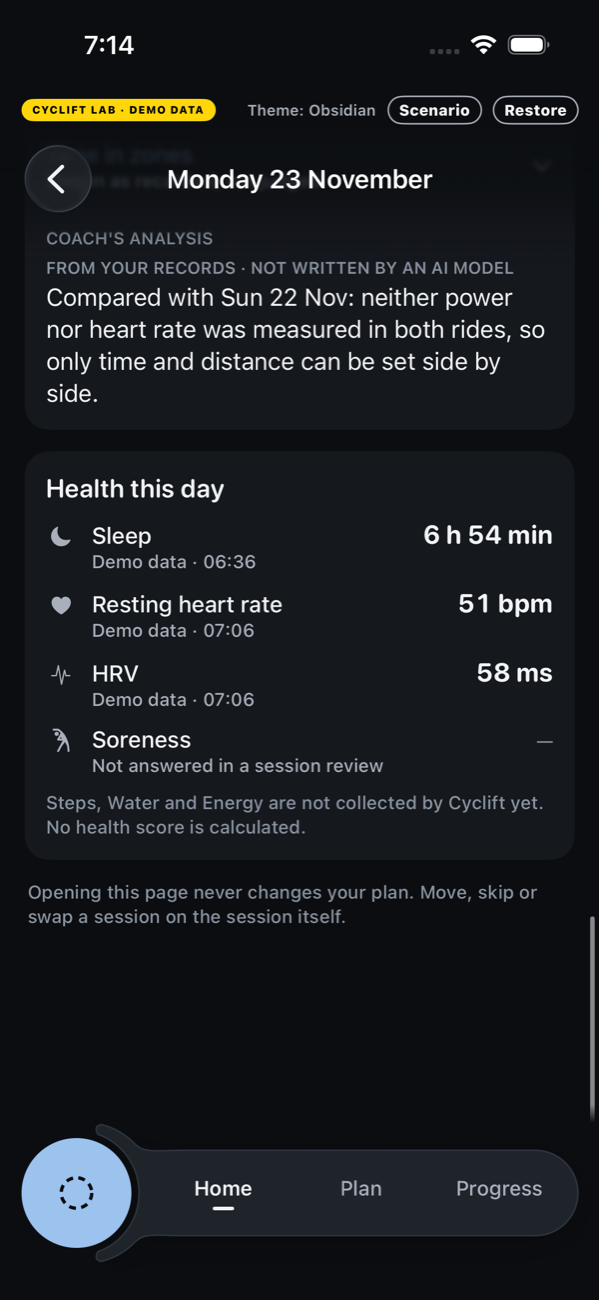 7:14
CYCLIFT LAB · DEMO DATA
Theme: Obsidian
Scenario
Restore
Monday 23 November
COACH'S ANALYSIS
FROM YOUR RECORDS · NOT WRITTEN BY AN AI MODEL
Compared with Sun 22 Nov: neither power
nor heart rate was measured in both rides, so
only time and distance can be set side by
side.
Health this day
Sleep
6 h 54 min
Demo data · 06:36
Resting heart rate
51 bpm
Demo data · 07:06
HRV
58 ms
Demo data · 07:06
Soreness
—
Not answered in a session review
Steps, Water and Energy are not collected by Cyclift yet.
No health score is calculated.
Opening this page never changes your plan. Move, skip or
swap a session on the session itself.
Home
Plan
Progress